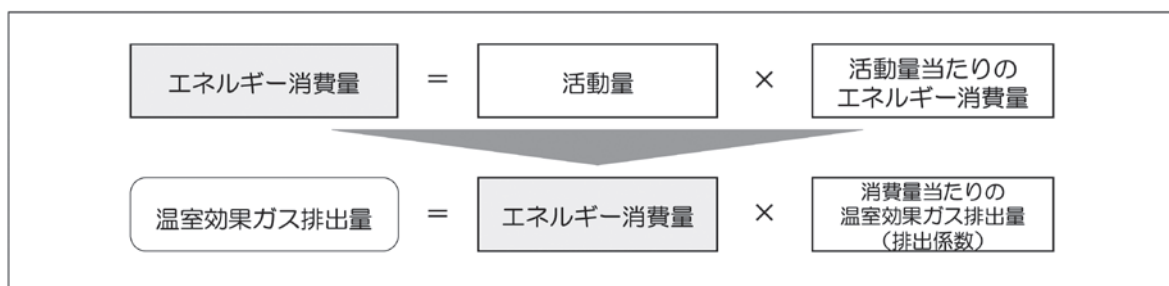 エネルギー消費量 = 活動量 × 活動量当たりの
エネルギー消費量
温室効果ガス排出量 = エネルギー消費量 × 消費量当たりの
温室効果ガス排出量
（排出係数）